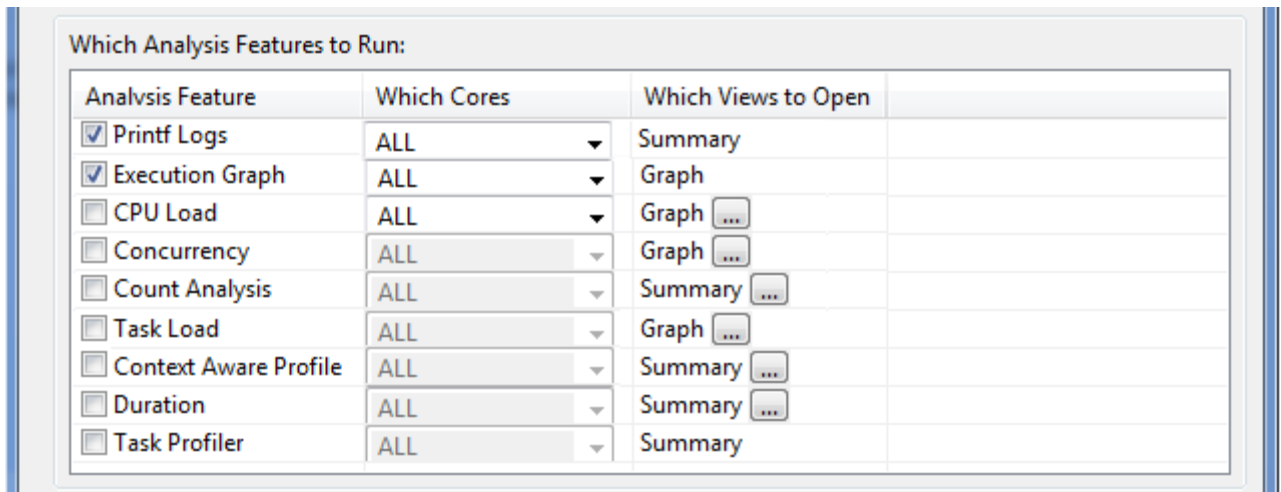 Which Analysis Features to Run:
Analysis Feature Which Cores Which Views to Open
Printf Logs ALL Summary
Execution Graph ALL Graph
CPU Load ALL Graph ...
Concurrency ALL Graph ...
Count Analysis ALL Summary ...
Task Load ALL Graph ...
Context Aware Profile ALL Summary ...
Duration ALL Summary ...
Task Profiler ALL Summary